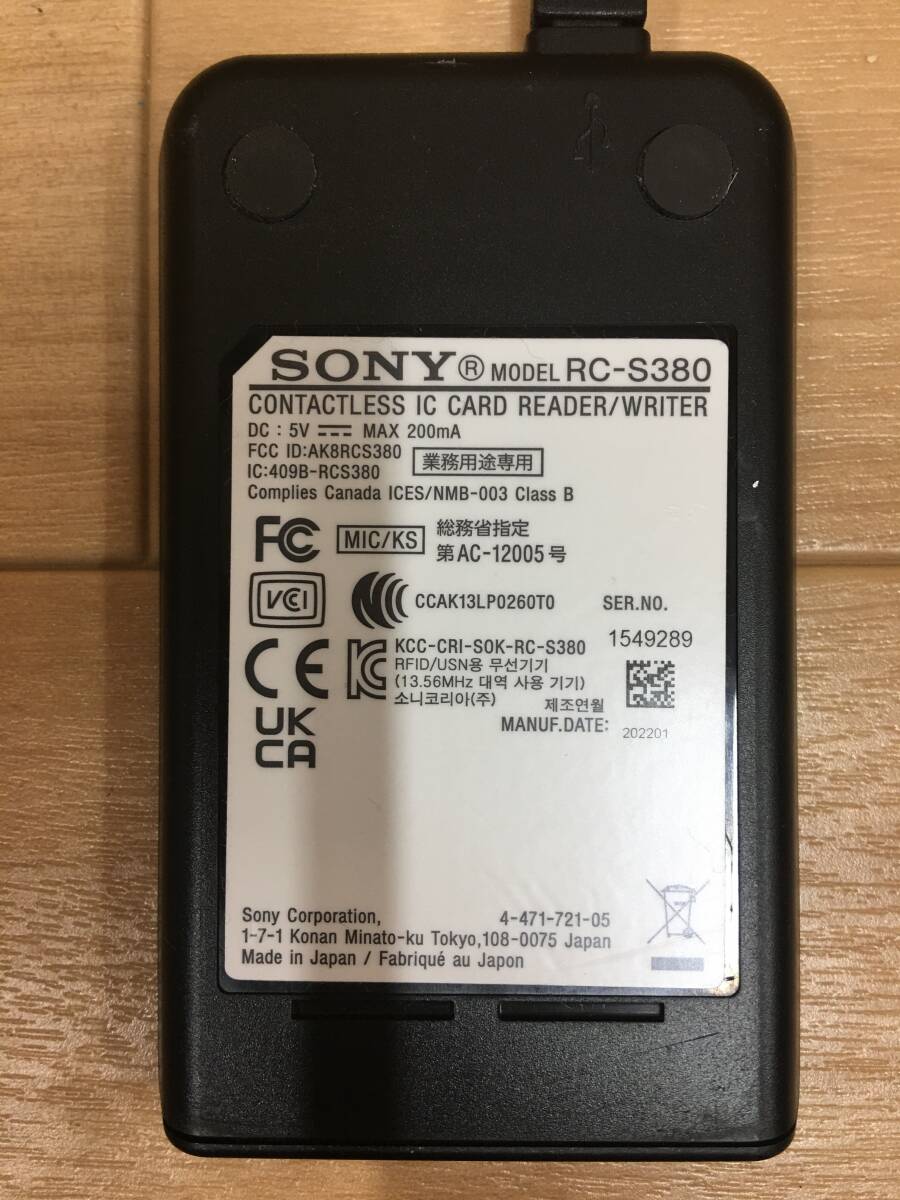 SONY® MODEL RC-S380
CONTACTLESS IC CARD READER/WRITER
DC : 5V ⎓ MAX 200mA
FCC ID:AK8RCS380
IC:409B-RCS380
業務用途専用
Complies Canada ICES/NMB-003 Class B
FC
MIC/KS
総務省指定
第AC-12005号
VCI
CCAK13LP0260T0
SER.NO.
1549289
CE
KC
KCC-CRI-SOK-RC-S380
RFID/USN용 무선기기
(13.56MHz 대역 사용 기기)
소니코리아(주)
제조연월
MANUF.DATE: 202201
UK
CA
Sony Corporation, 4-471-721-05
1-7-1 Konan Minato-ku Tokyo,108-0075 Japan
Made in Japan / Fabriqué au Japon